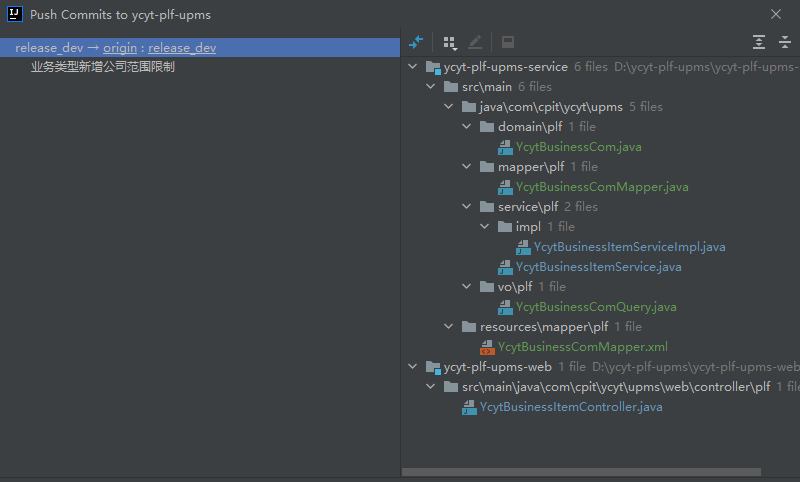 Push Commits to ycyt-plf-upms
release_dev → origin : release_dev
业务类型新增公司范围限制
ycyt-plf-upms-service 6 files D:\ycyt-plf-upms\ycyt-plf-upms-
src\main 6 files
java\com\cpit\ycyt\upms 5 files
domain\plf 1 file
YcytBusinessCom.java
mapper\plf 1 file
YcytBusinessComMapper.java
service\plf 2 files
impl 1 file
YcytBusinessItemServiceImpl.java
YcytBusinessItemService.java
vo\plf 1 file
YcytBusinessComQuery.java
resources\mapper\plf 1 file
YcytBusinessComMapper.xml
ycyt-plf-upms-web 1 file D:\ycyt-plf-upms\ycyt-plf-upms-web
src\main\java\com\cpit\ycyt\upms\web\controller\plf 1 file
YcytBusinessItemController.java